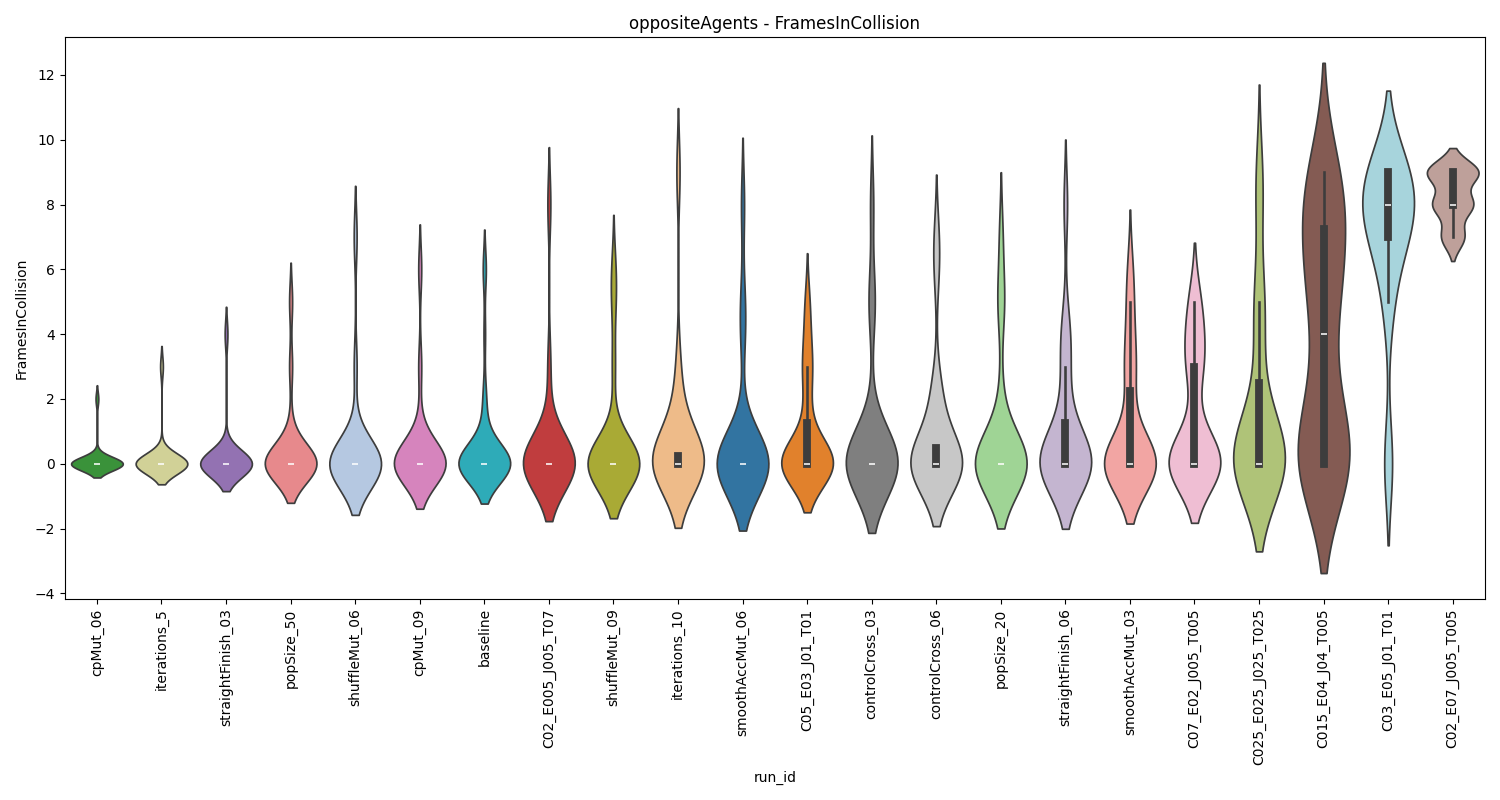 oppositeAgents - FramesInCollision
FramesInCollision
12
10
8
6
4
2
0
−2
−4
cpMut_06
iterations_5
straightFinish_03
popSize_50
shuffleMut_06
cpMut_09
baseline
C02_E005_J005_T07
shuffleMut_09
iterations_10
smoothAccMut_06
C05_E03_J01_T01
controlCross_03
controlCross_06
popSize_20
straightFinish_06
smoothAccMut_03
C07_E02_J005_T005
C025_E025_J025_T025
C015_E04_J04_T005
C03_E05_J01_T01
C02_E07_J005_T005
run_id